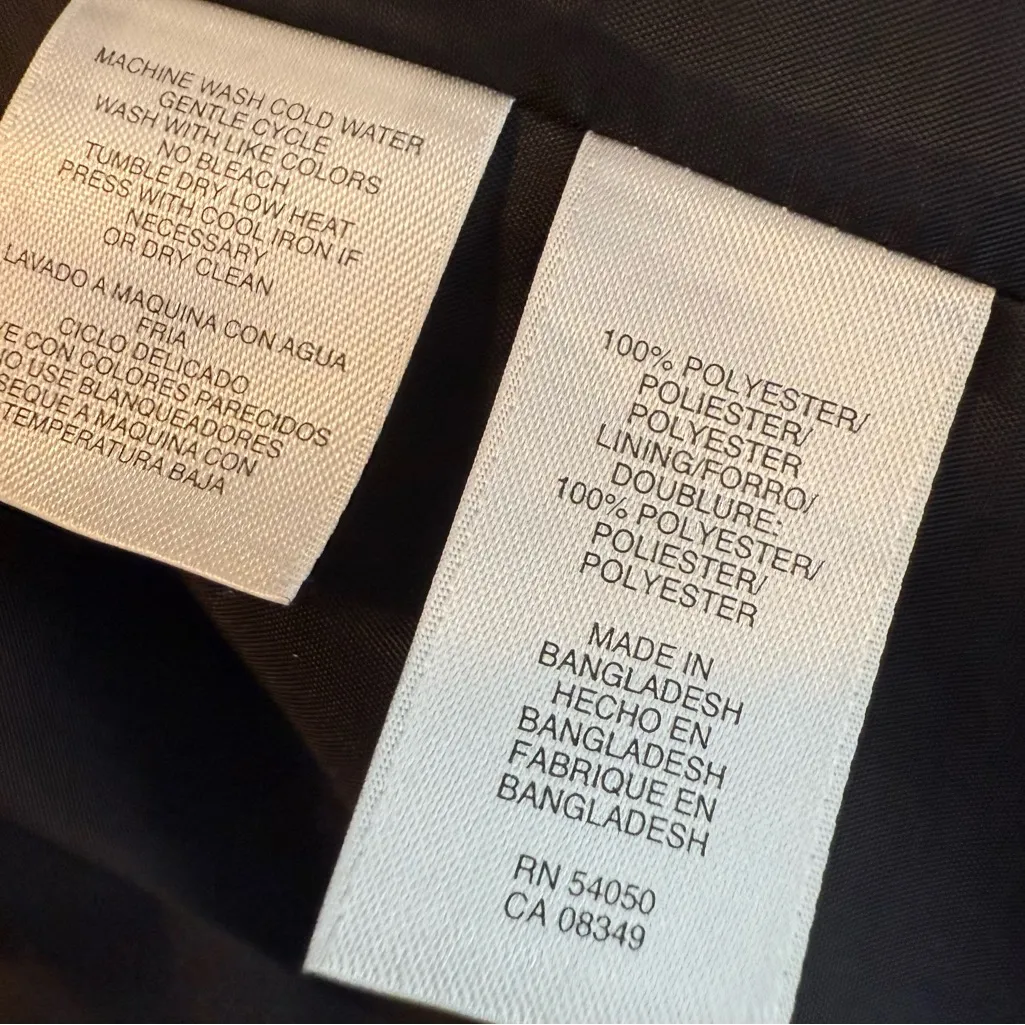 MACHINE WASH COLD WATER
GENTLE CYCLE
WASH WITH LIKE COLORS
NO BLEACH
TUMBLE DRY LOW HEAT
PRESS WITH COOL IRON IF
NECESSARY
OR DRY CLEAN
LAVADO A MAQUINA CON AGUA
FRIA
CICLO DELICADO
CON COLORES PARECIDOS
USE BLANQUEADORES
SEQUE A MAQUINA CON
TEMPERATURA BAJA
100% POLYESTER/
POLIESTER/
POLYESTER
LINING/FORRO/
DOUBLURE:
100% POLYESTER/
POLIESTER/
POLYESTER
MADE IN
BANGLADESH
HECHO EN
BANGLADESH
FABRIQUE EN
BANGLADESH
RN 54050
CA 08349